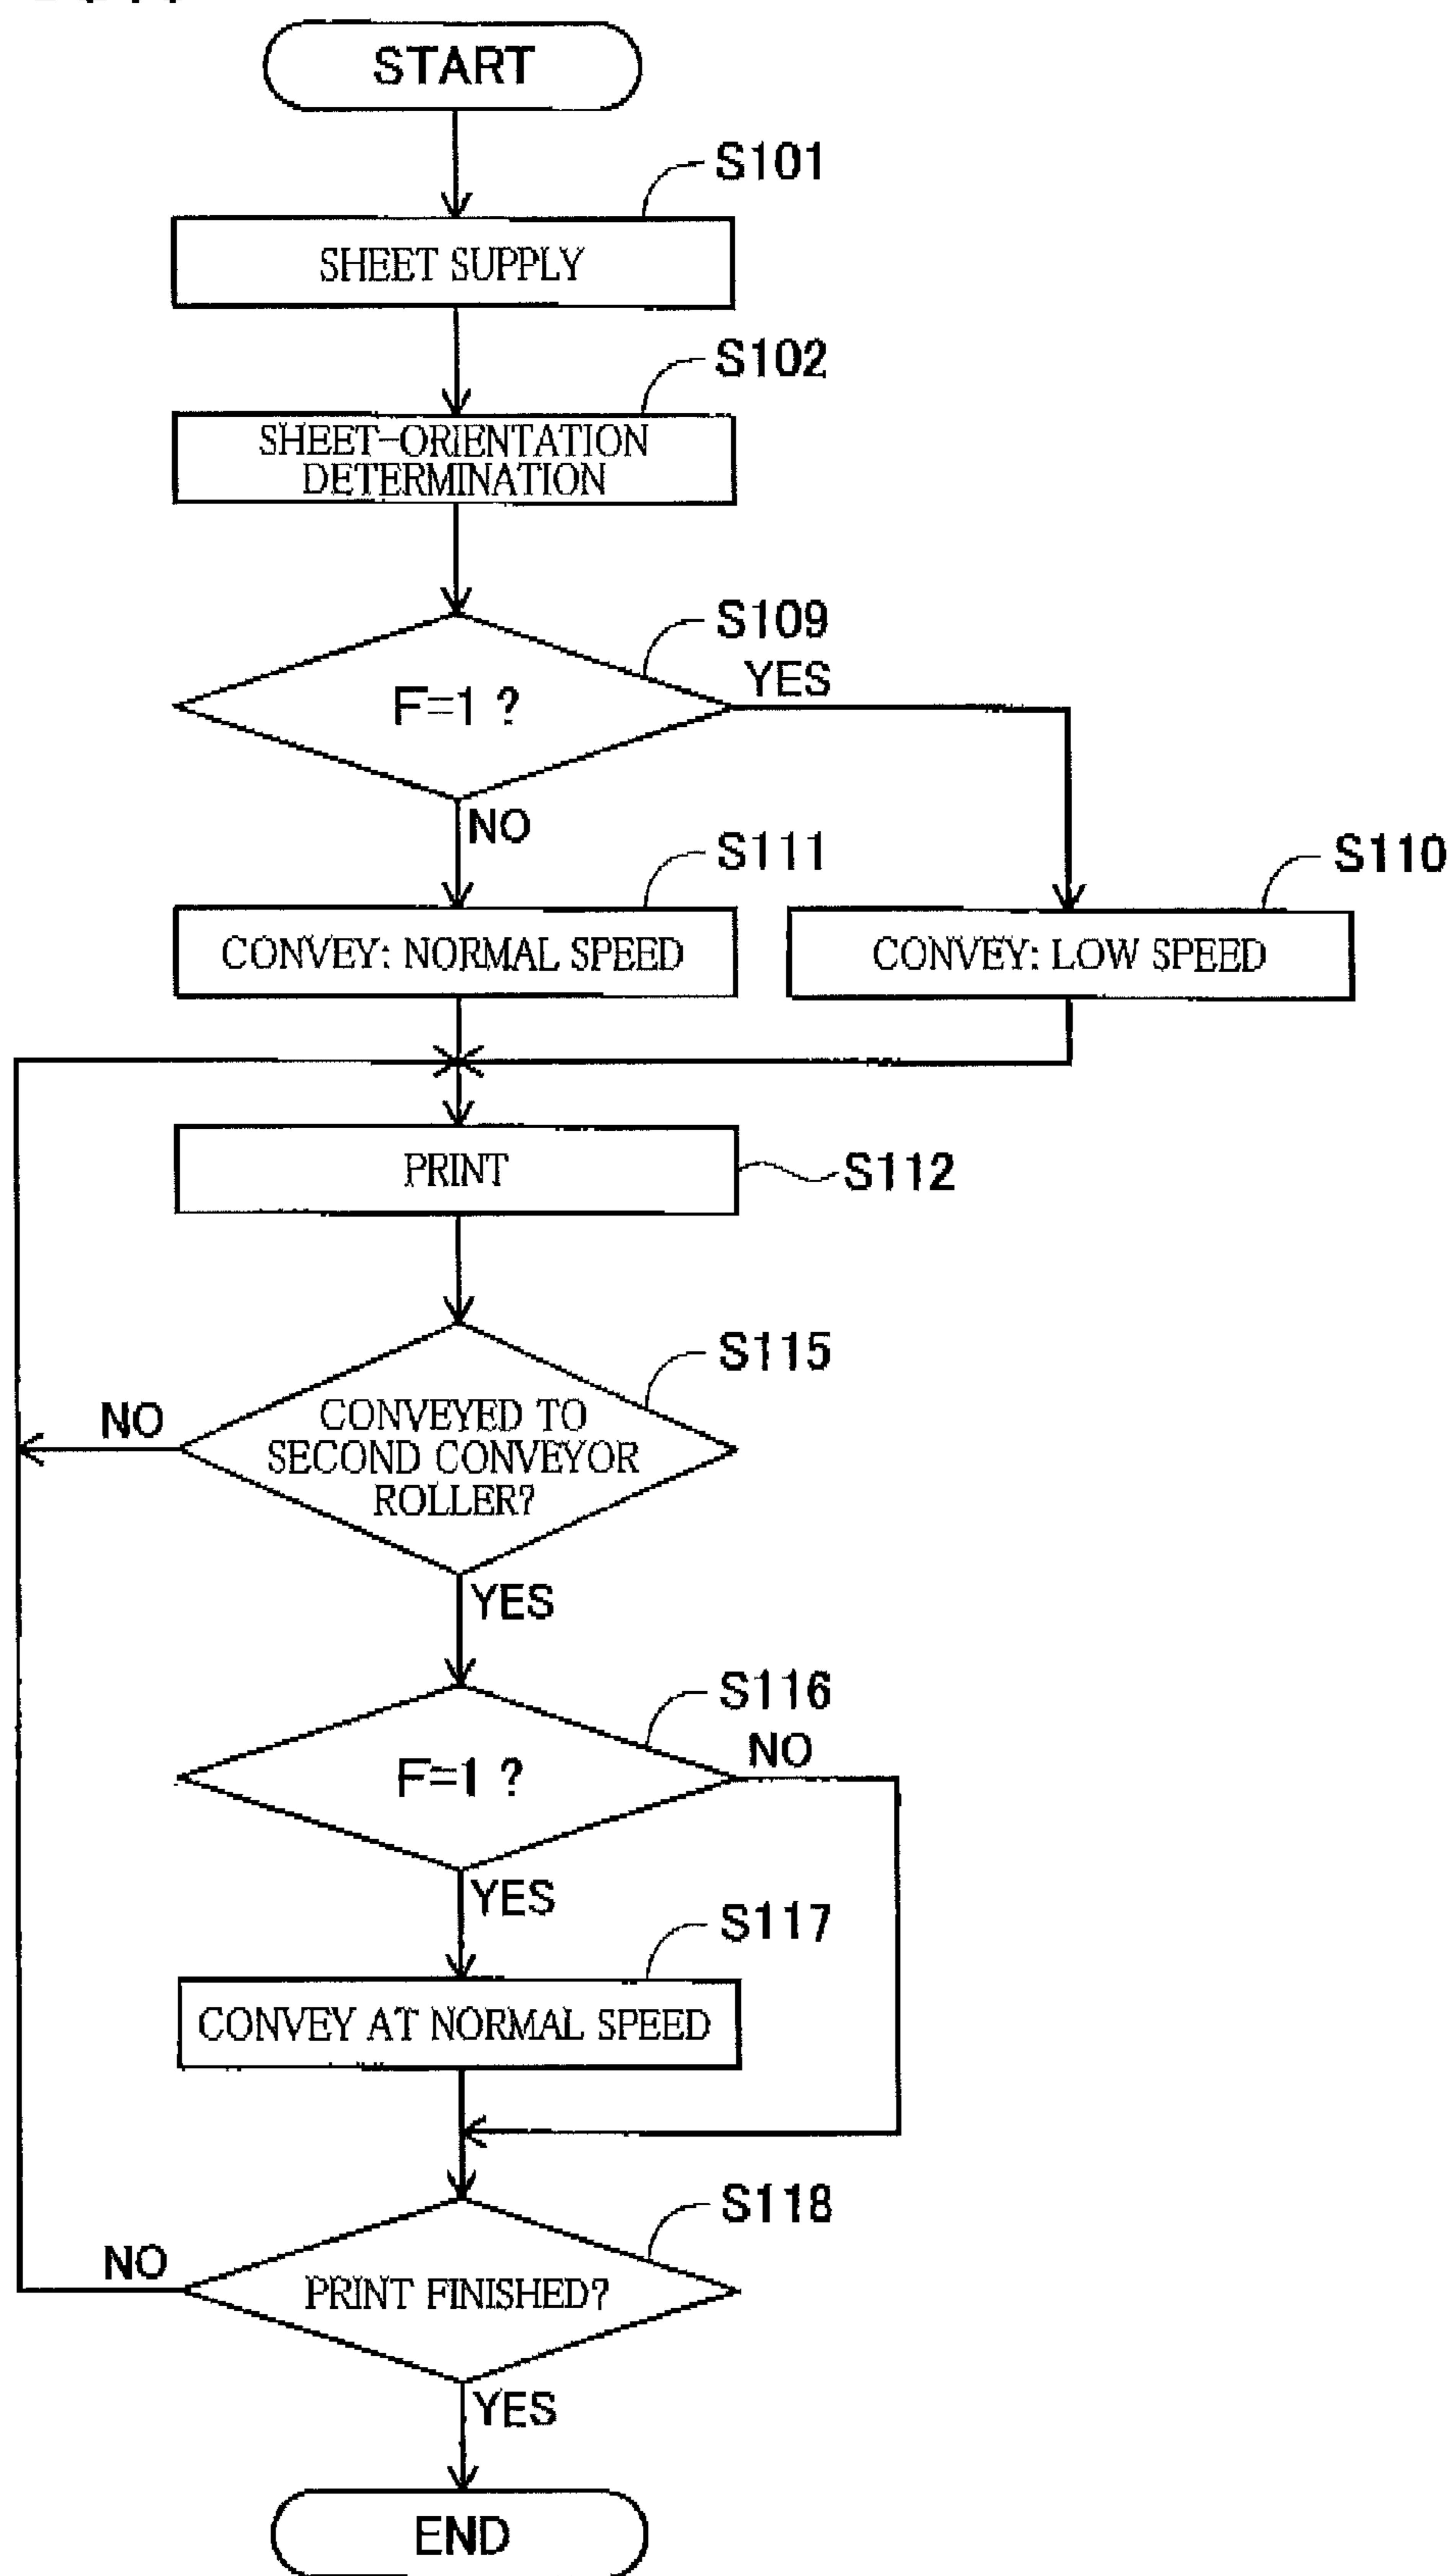 START
S101
SHEET SUPPLY
S102
SHEET-ORIENTATION
DETERMINATION
S109
F=1 ?
YES
NO
S111
CONVEY: NORMAL SPEED
S110
CONVEY: LOW SPEED
PRINT
S112
S115
CONVEYED TO
SECOND CONVEYOR
ROLLER?
NO
YES
S116
F=1 ?
NO
YES
S117
CONVEY AT NORMAL SPEED
S118
PRINT FINISHED?
NO
YES
END